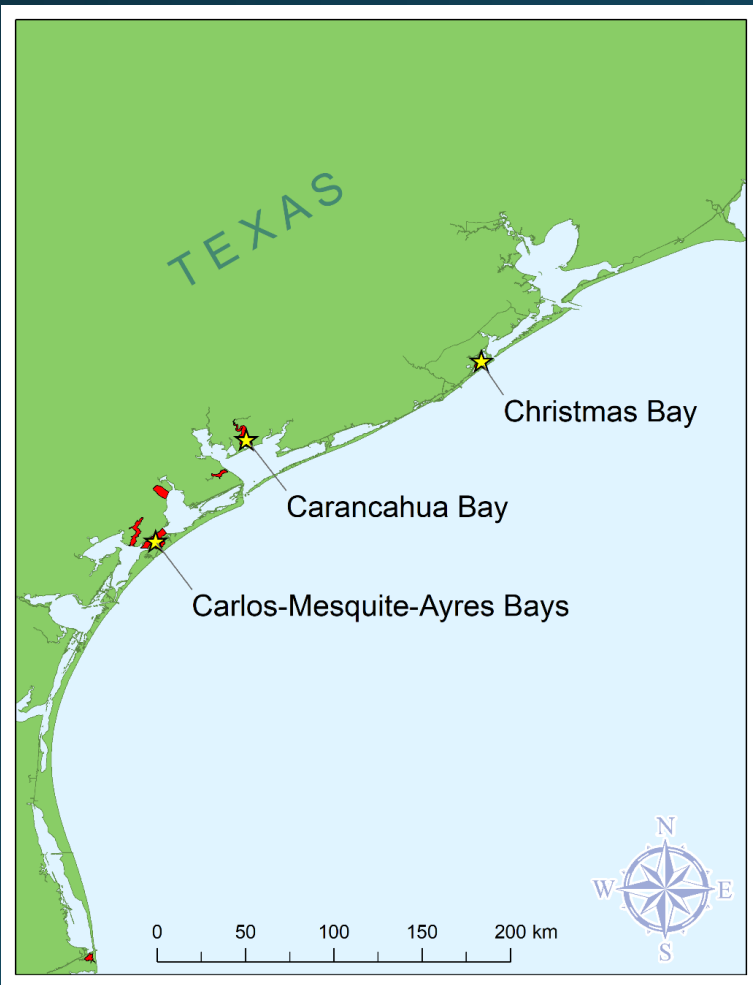 TEXAS
Christmas Bay
Carancahua Bay
Carlos-Mesquite-Ayres Bays
N
W E
S
0 50 100 150 200 km